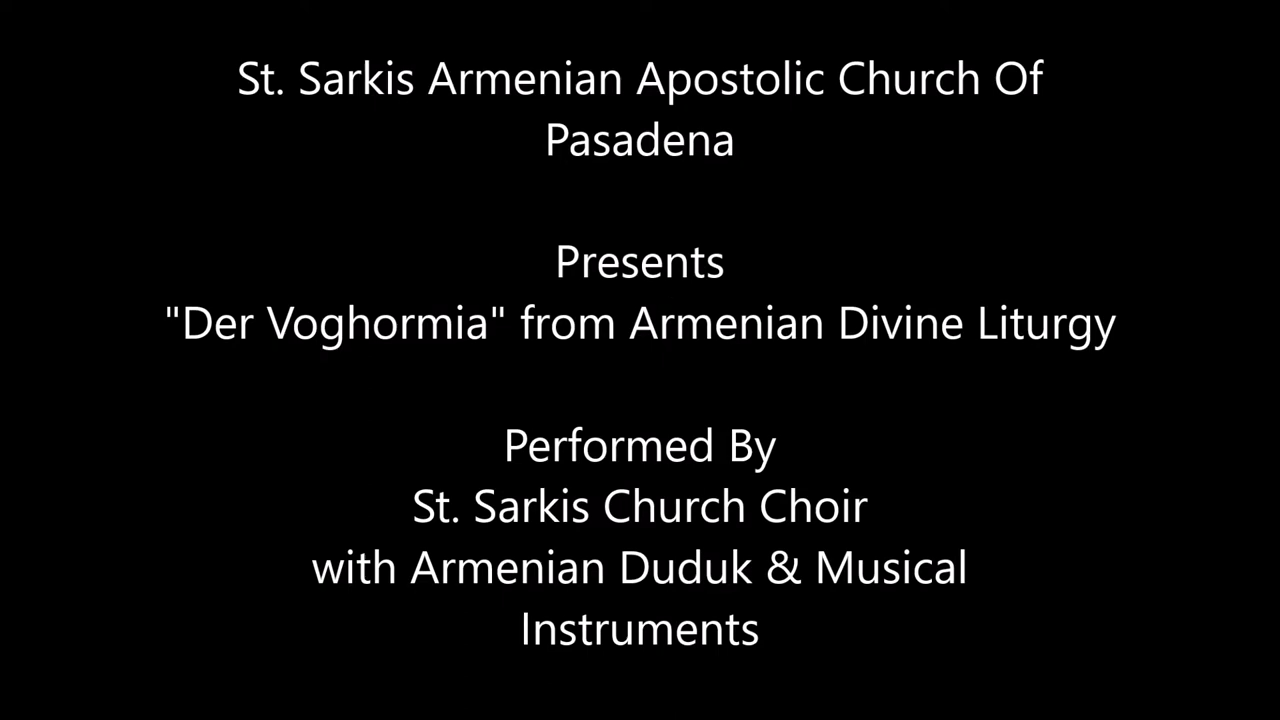 St. Sarkis Armenian Apostolic Church Of
Pasadena
Presents
"Der Voghormia" from Armenian Divine Liturgy
Performed By
St. Sarkis Church Choir
with Armenian Duduk & Musical
Instruments